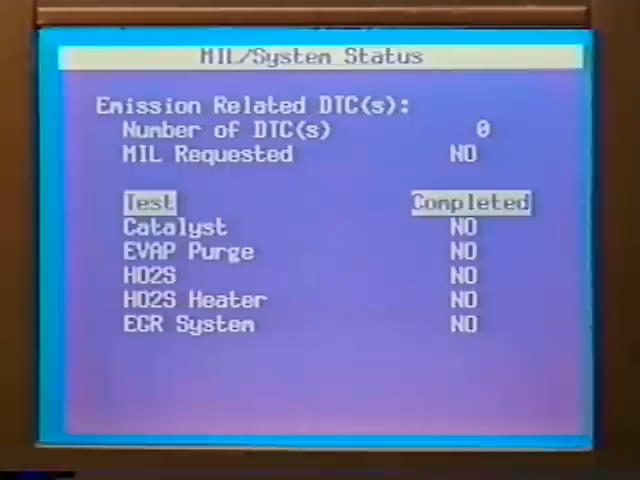 MIL/System Status
Emission Related DTC(s):
Number of DTC(s) 0
MIL Requested NO
Test Completed
Catalyst NO
EVAP Purge NO
HO2S NO
HO2S Heater NO
EGR System NO